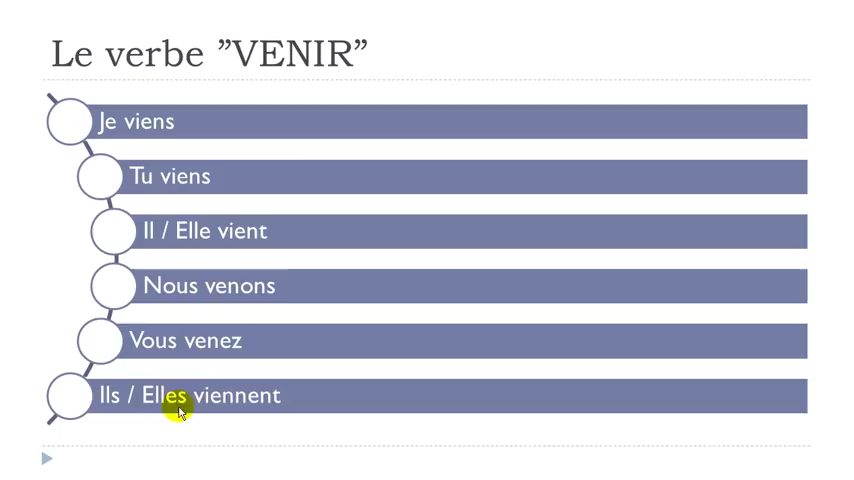 Le verbe ”VENIR”
Je viens
Tu viens
Il / Elle vient
Nous venons
Vous venez
Ils / Elles viennent